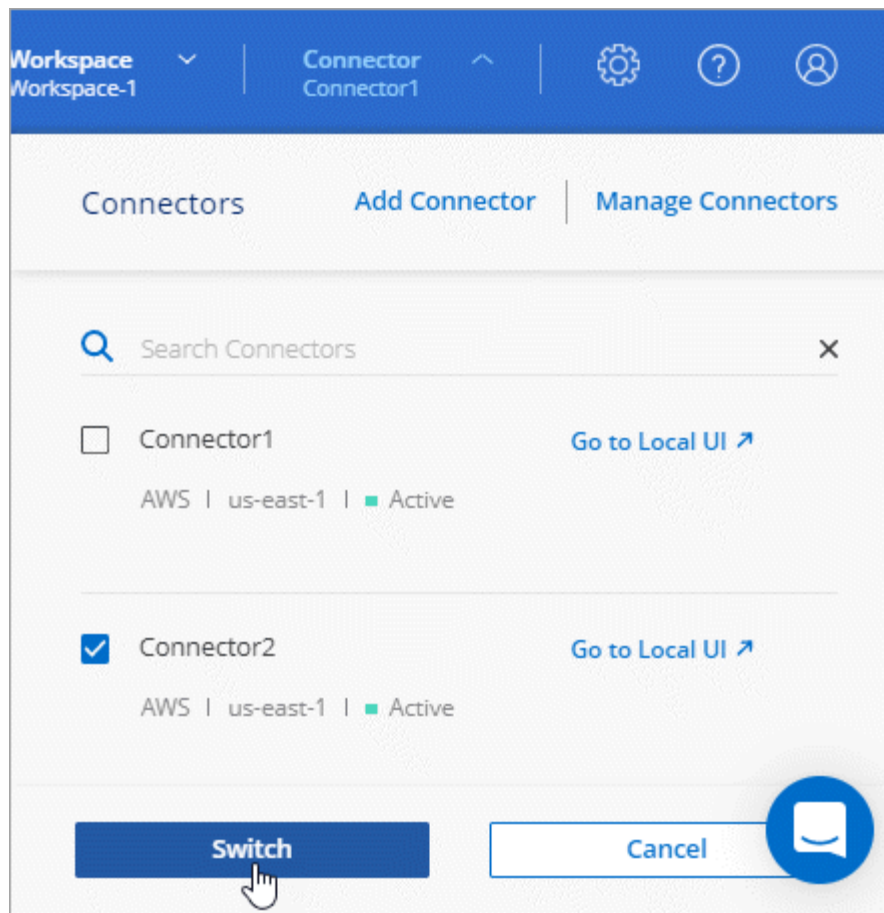 Workspace
Workspace-1
Connector
Connector1
Connectors
Add Connector
Manage Connectors
Search Connectors
Connector1
Go to Local UI
AWS | us-east-1 | Active
Connector2
Go to Local UI
AWS | us-east-1 | Active
Switch
Cancel